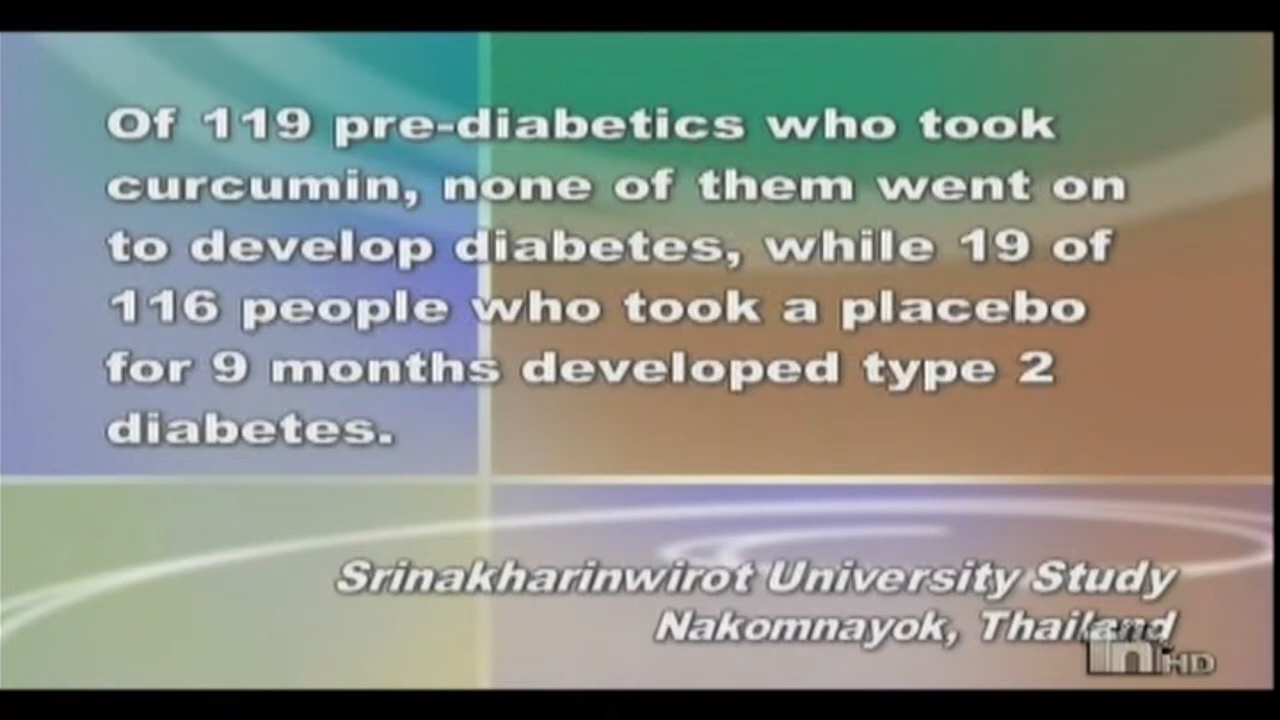 Of 119 pre-diabetics who took
curcumin, none of them went on
to develop diabetes, while 19 of
116 people who took a placebo
for 9 months developed type 2
diabetes.
Srinakharinwirot University Study
Nakomnayok, Thailand
in HD